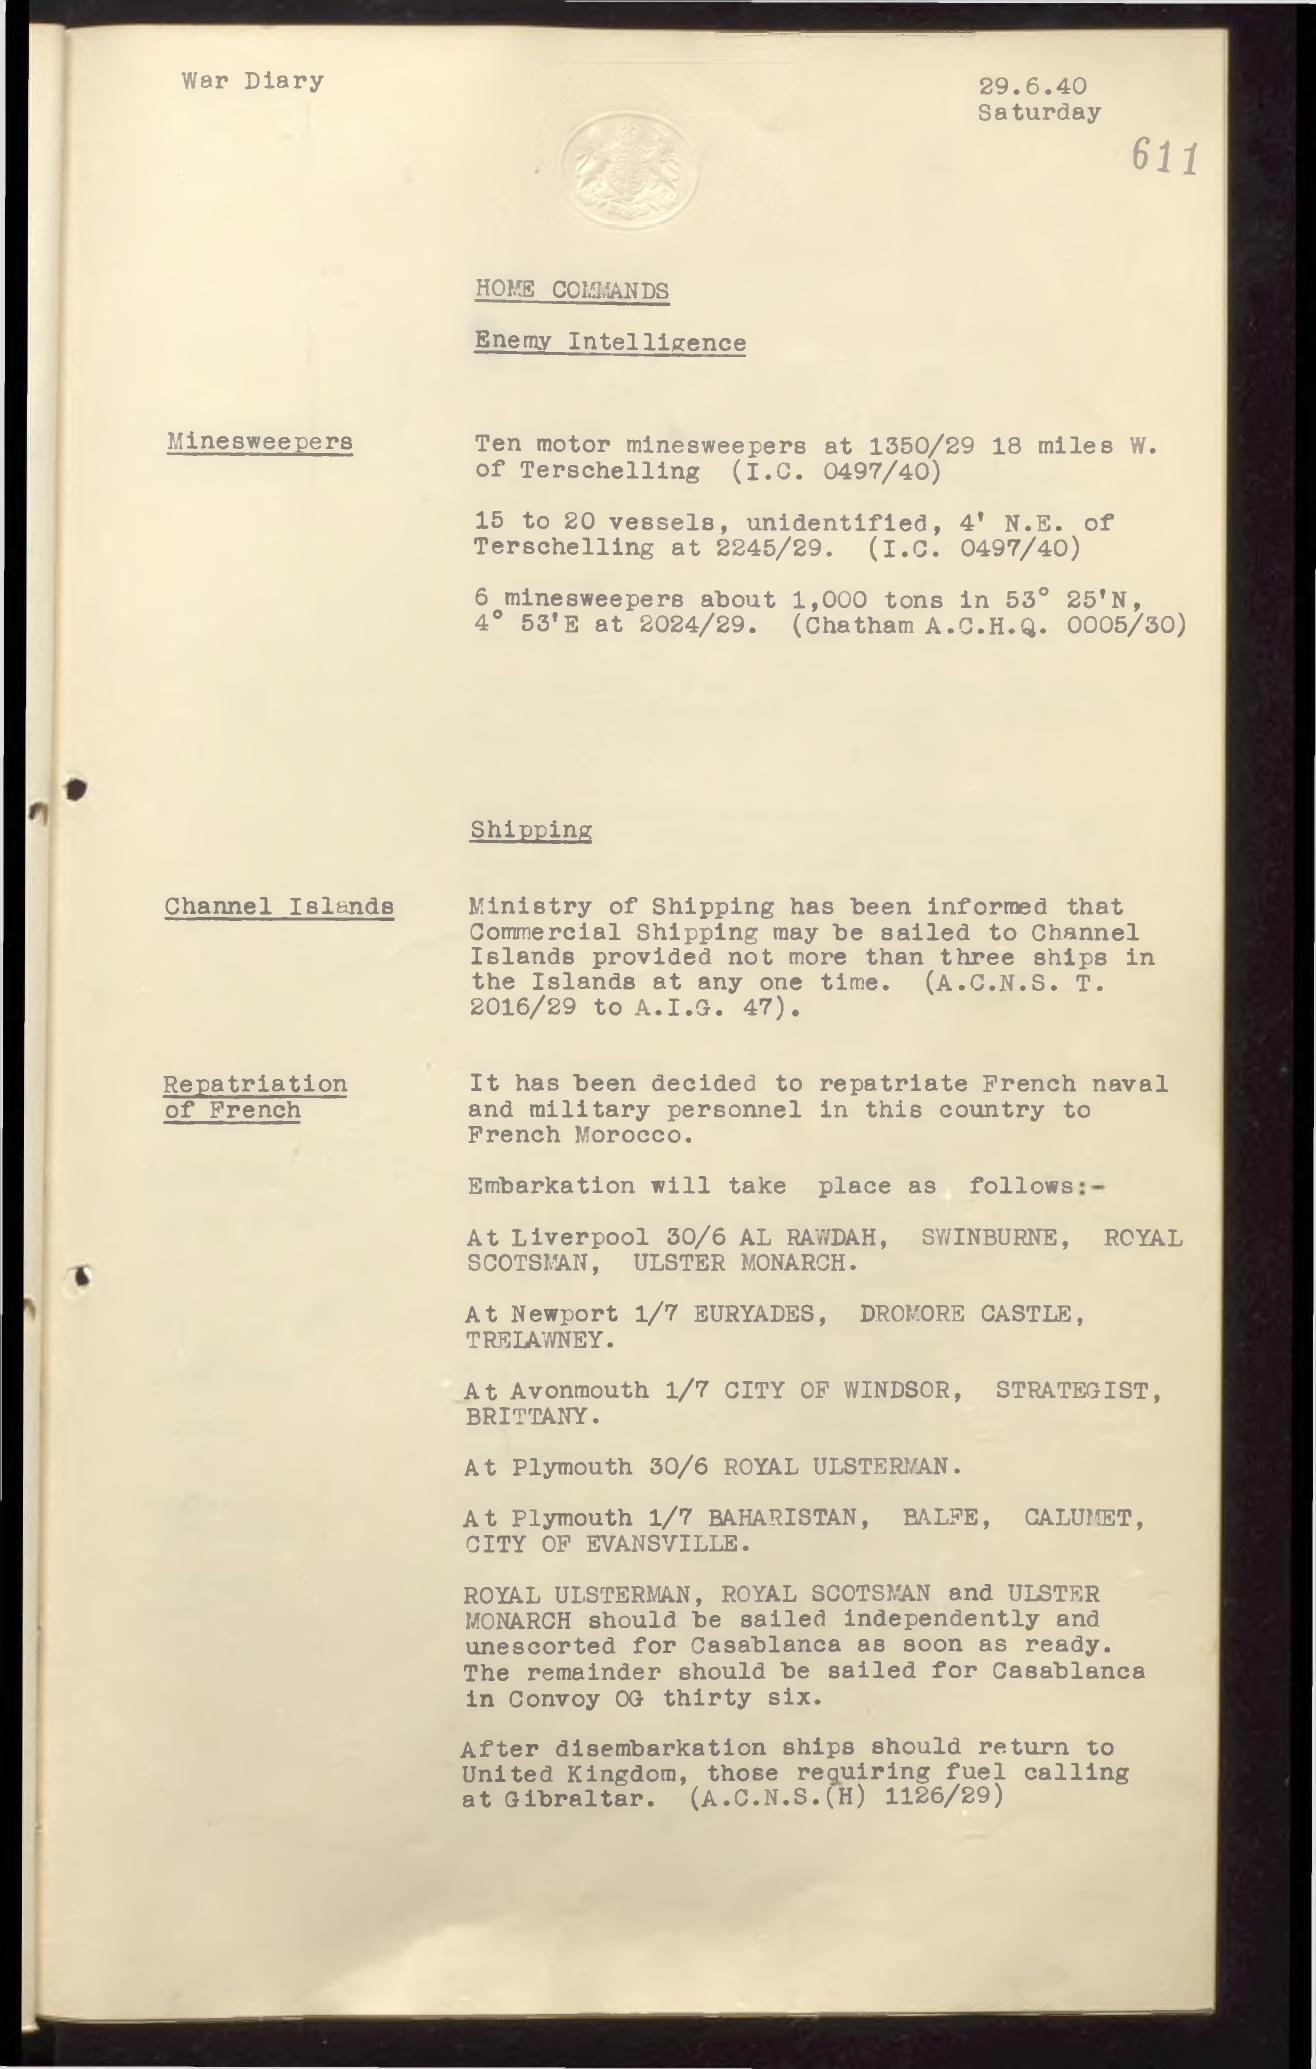 War Diary
29.6.40
Saturday
611
HOME COMMANDS
Enemy Intelligence
Minesweepers
Ten motor minesweepers at 1350/29 18 miles W.
of Terschelling (I.C. 0497/40)
15 to 20 vessels, unidentified, 4' N.E. of
Terschelling at 2245/29. (I.C. 0497/40)
6 minesweepers about 1,000 tons in 53° 25'N,
4° 53'E at 2024/29. (Chatham A.C.H.Q. 0005/30)
Shipping
Channel Islands
Ministry of Shipping has been informed that
Commercial Shipping may be sailed to Channel
Islands provided not more than three ships in
the Islands at any one time. (A.C.N.S. T.
2016/29 to A.I.G. 47).
Repatriation
of French
It has been decided to repatriate French naval
and military personnel in this country to
French Morocco.
Embarkation will take place as follows:-
At Liverpool 30/6 AL RAWDAH, SWINBURNE, ROYAL
SCOTSMAN, ULSTER MONARCH.
At Newport 1/7 EURYADES, DROMORE CASTLE,
TRELAWNEY.
At Avonmouth 1/7 CITY OF WINDSOR, STRATEGIST,
BRITTANY.
At Plymouth 30/6 ROYAL ULSTERMAN.
At Plymouth 1/7 BAHARISTAN, BALFE, CALUMET,
CITY OF EVANSVILLE.
ROYAL ULSTERMAN, ROYAL SCOTSMAN and ULSTER
MONARCH should be sailed independently and
unescorted for Casablanca as soon as ready.
The remainder should be sailed for Casablanca
in Convoy OG thirty six.
After disembarkation ships should return to
United Kingdom, those requiring fuel calling
at Gibraltar. (A.C.N.S.(H) 1126/29)